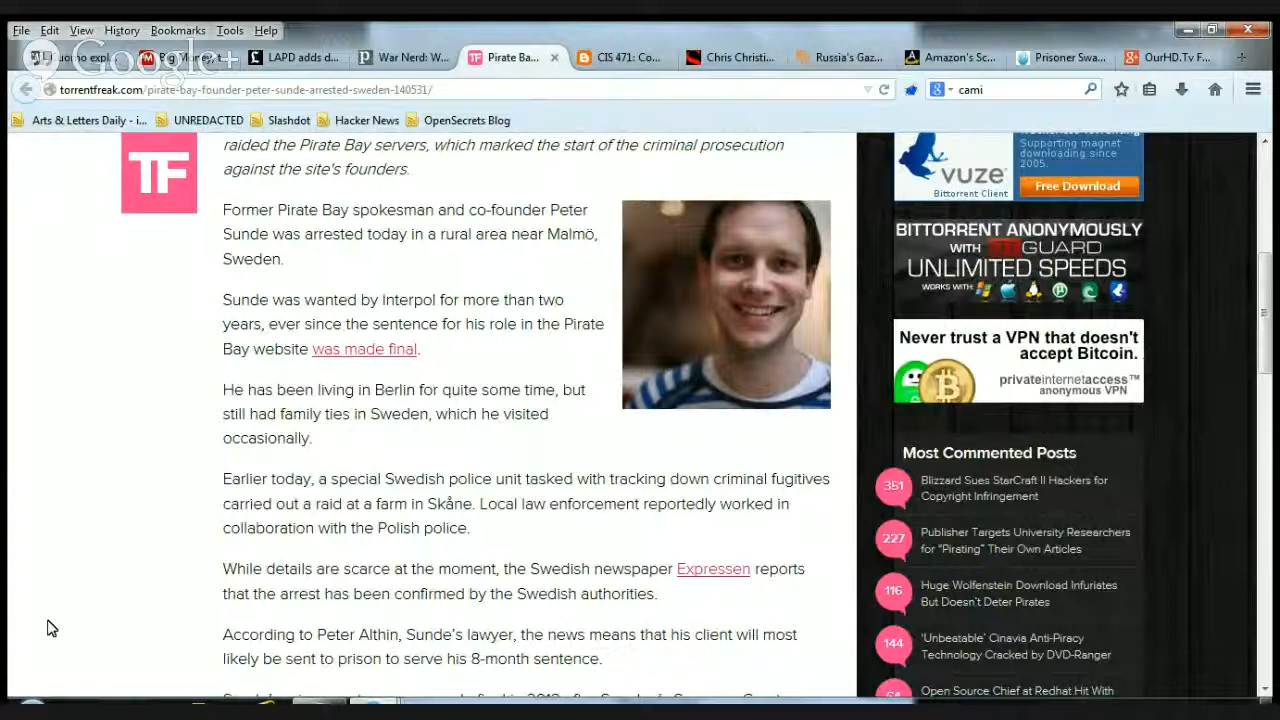 File Edit View History Bookmarks Tools Help
Google+
LAPD adds d...
War Nerd: W...
Pirate Ba...
CIS 471: Co...
Chris Christi...
Russia's Gaz...
Amazon's Sc...
Prisoner Swa...
OurHD.Tv F...
torrentfreak.com/pirate-bay-founder-peter-sunde-arrested-sweden-140531/
cami
Arts & Letters Daily - i...
UNREDACTED
Slashdot
Hacker News
OpenSecrets Blog
TF
raided the Pirate Bay servers, which marked the start of the criminal prosecution
against the site's founders.
Former Pirate Bay spokesman and co-founder Peter
Sunde was arrested today in a rural area near Malmö,
Sweden.
Sunde was wanted by Interpol for more than two
years, ever since the sentence for his role in the Pirate
Bay website was made final.
He has been living in Berlin for quite some time, but
still had family ties in Sweden, which he visited
occasionally.
Earlier today, a special Swedish police unit tasked with tracking down criminal fugitives
carried out a raid at a farm in Skåne. Local law enforcement reportedly worked in
collaboration with the Polish police.
While details are scarce at the moment, the Swedish newspaper Expressen reports
that the arrest has been confirmed by the Swedish authorities.
According to Peter Althin, Sunde's lawyer, the news means that his client will most
likely be sent to prison to serve his 8-month sentence.
Supporting magnet
downloading since
2005.
vuze
Bittorrent Client
Free Download
BITTORRENT ANONYMOUSLY
WITH BTGUARD
UNLIMITED SPEEDS
WORKS WITH:
Never trust a VPN that doesn't
accept Bitcoin.
privateinternetaccess™
anonymous VPN
Most Commented Posts
351
Blizzard Sues StarCraft II Hackers for
Copyright Infringement
227
Publisher Targets University Researchers
for "Pirating" Their Own Articles
116
Huge Wolfenstein Download Infuriates
But Doesn't Deter Pirates
144
'Unbeatable' Cinavia Anti-Piracy
Technology Cracked by DVD-Ranger
Open Source Chief at Redhat Hit With